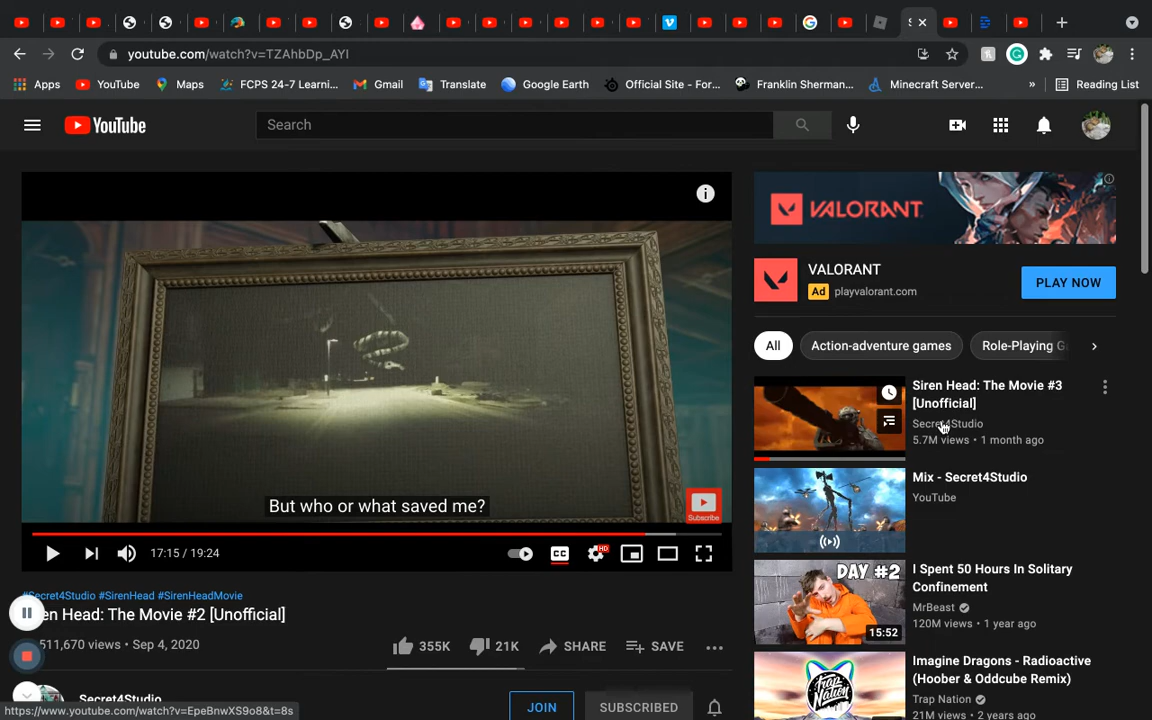 S
youtube.com/watch?v=TZAhbDp_AYI
Apps YouTube Maps FCPS 24-7 Learni... Gmail Translate Google Earth Official Site - For... Franklin Sherman... Minecraft Server... » Reading List
YouTube
Search
But who or what saved me?
Subscribe
17:15 / 19:24
CC
HD
#Secret4Studio #SirenHead #SirenHeadMovie
en Head: The Movie #2 [Unofficial]
511,670 views • Sep 4, 2020
355K 21K SHARE SAVE
Secret4Studio
JOIN SUBSCRIBED
https://www.youtube.com/watch?v=EpeBnwXS9o8&t=8s
VALORANT
VALORANT
Ad playvalorant.com
PLAY NOW
All Action-adventure games Role-Playing G
Siren Head: The Movie #3
[Unofficial]
Secret4Studio
5.7M views • 1 month ago
Mix - Secret4Studio
YouTube
DAY #2
15:52
I Spent 50 Hours In Solitary
Confinement
MrBeast
120M views • 1 year ago
TRAP NATION
Imagine Dragons - Radioactive
(Hoober & Oddcube Remix)
Trap Nation
21M views • 2 years ago